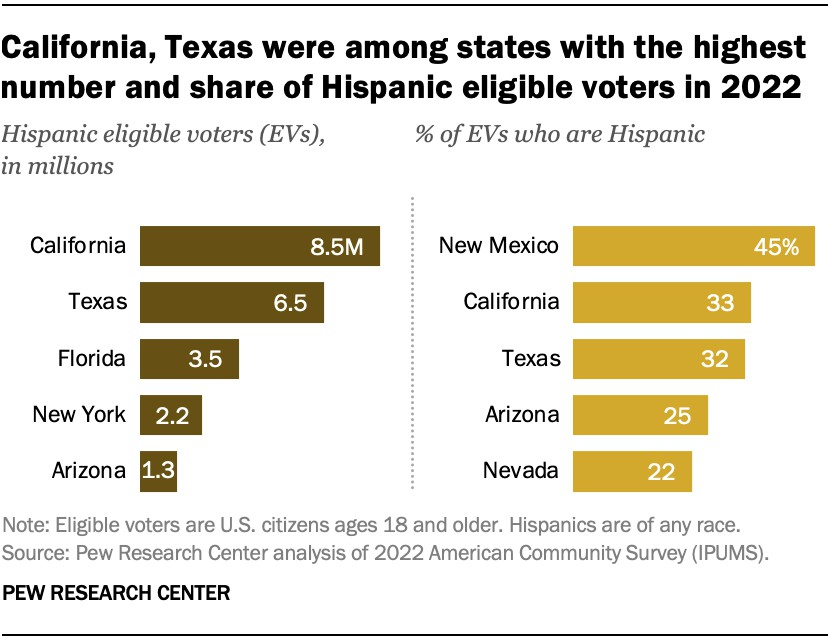 California, Texas were among states with the highest
number and share of Hispanic eligible voters in 2022
Hispanic eligible voters (EVs),
in millions
California 8.5M
Texas 6.5
Florida 3.5
New York 2.2
Arizona 1.3
% of EVs who are Hispanic
New Mexico 45%
California 33
Texas 32
Arizona 25
Nevada 22
Note: Eligible voters are U.S. citizens ages 18 and older. Hispanics are of any race.
Source: Pew Research Center analysis of 2022 American Community Survey (IPUMS).
PEW RESEARCH CENTER